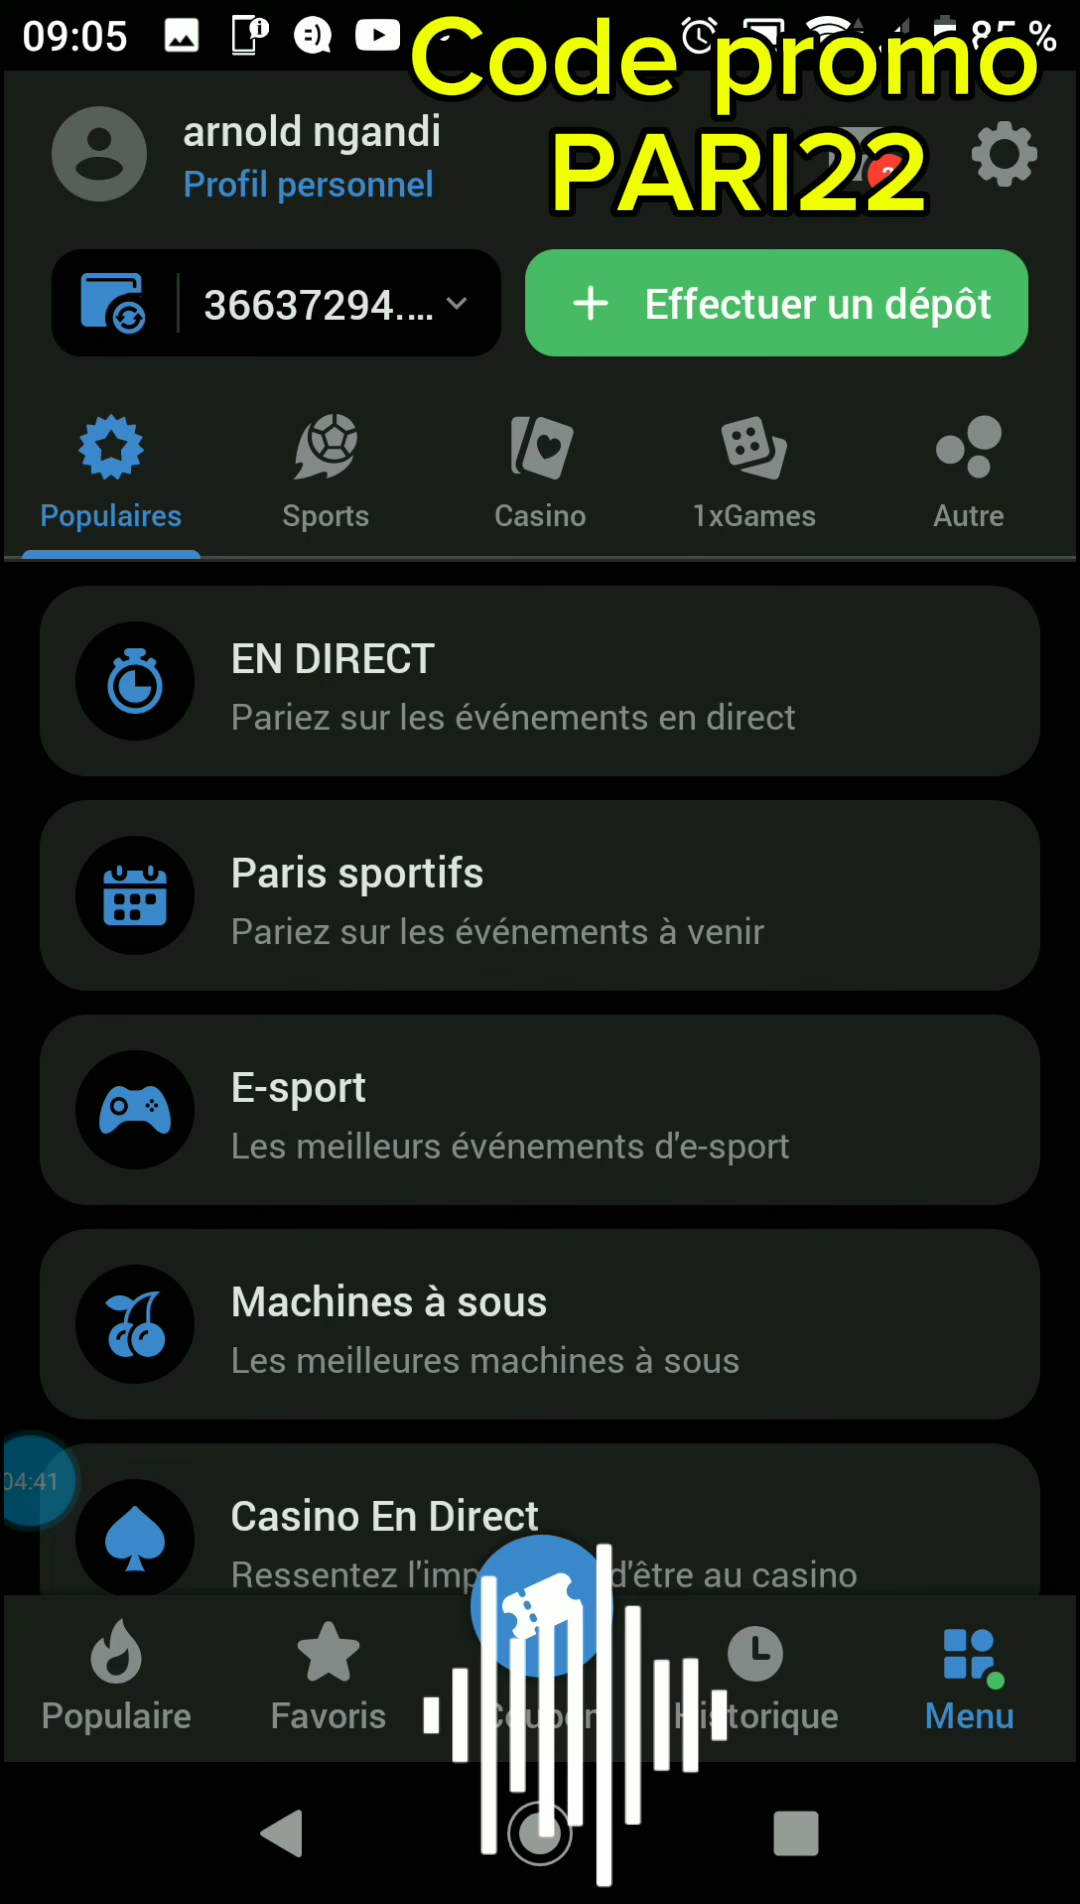 09:05
85 %
Code promo
PARI22
arnold ngandi
Profil personnel
36637294....
Effectuer un dépôt
Populaires
Sports
Casino
1xGames
Autre
EN DIRECT
Pariez sur les événements en direct
Paris sportifs
Pariez sur les événements à venir
E-sport
Les meilleurs événements d'e-sport
Machines à sous
Les meilleures machines à sous
04:41
Casino En Direct
Ressentez l'imp d'être au casino
Populaire
Favoris
Coupon
Historique
Menu